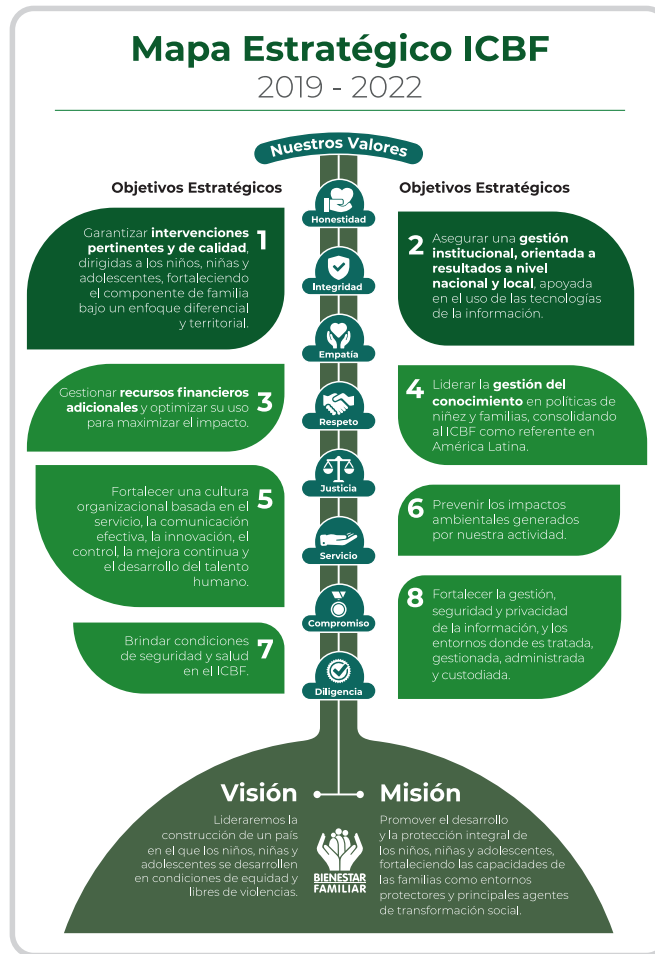 Mapa Estratégico ICBF
2019 - 2022
Nuestros Valores
Objetivos Estratégicos
Objetivos Estratégicos
Honestidad
Garantizar intervenciones
pertinentes y de calidad,
dirigidas a los niños, niñas y
adolescentes, fortaleciendo
el componente de familia
bajo un enfoque diferencial
y territorial.
1
2
Asegurar una gestión
institucional, orientada a
resultados a nivel
nacional y local, apoyada
en el uso de las tecnologías
de la información.
Integridad
Empatía
Gestionar recursos financieros
adicionales y optimizar su uso
para maximizar el impacto.
3
4
Liderar la gestión del
conocimiento en políticas de
niñez y familias, consolidando
al ICBF como referente en
América Latina.
Respeto
Justicia
Fortalecer una cultura
organizacional basada en el
servicio, la comunicación
efectiva, la innovación, el
control, la mejora continua y
el desarrollo del talento
humano.
5
6
Prevenir los impactos
ambientales generados
por nuestra actividad.
Servicio
Compromiso
Brindar condiciones
de seguridad y salud
en el ICBF.
7
8
Fortalecer la gestión,
seguridad y privacidad
de la información, y los
entornos donde es tratada,
gestionada, administrada
y custodiada.
Diligencia
Visión
Lideraremos la
construcción de un país
en el que los niños, niñas y
adolescentes se desarrollen
en condiciones de equidad y
libres de violencias.
BIENESTAR
FAMILIAR
Misión
Promover el desarrollo
y la protección integral de
los niños, niñas y adolescentes,
fortaleciendo las capacidades de
las familias como entornos
protectores y principales agentes
de transformación social.